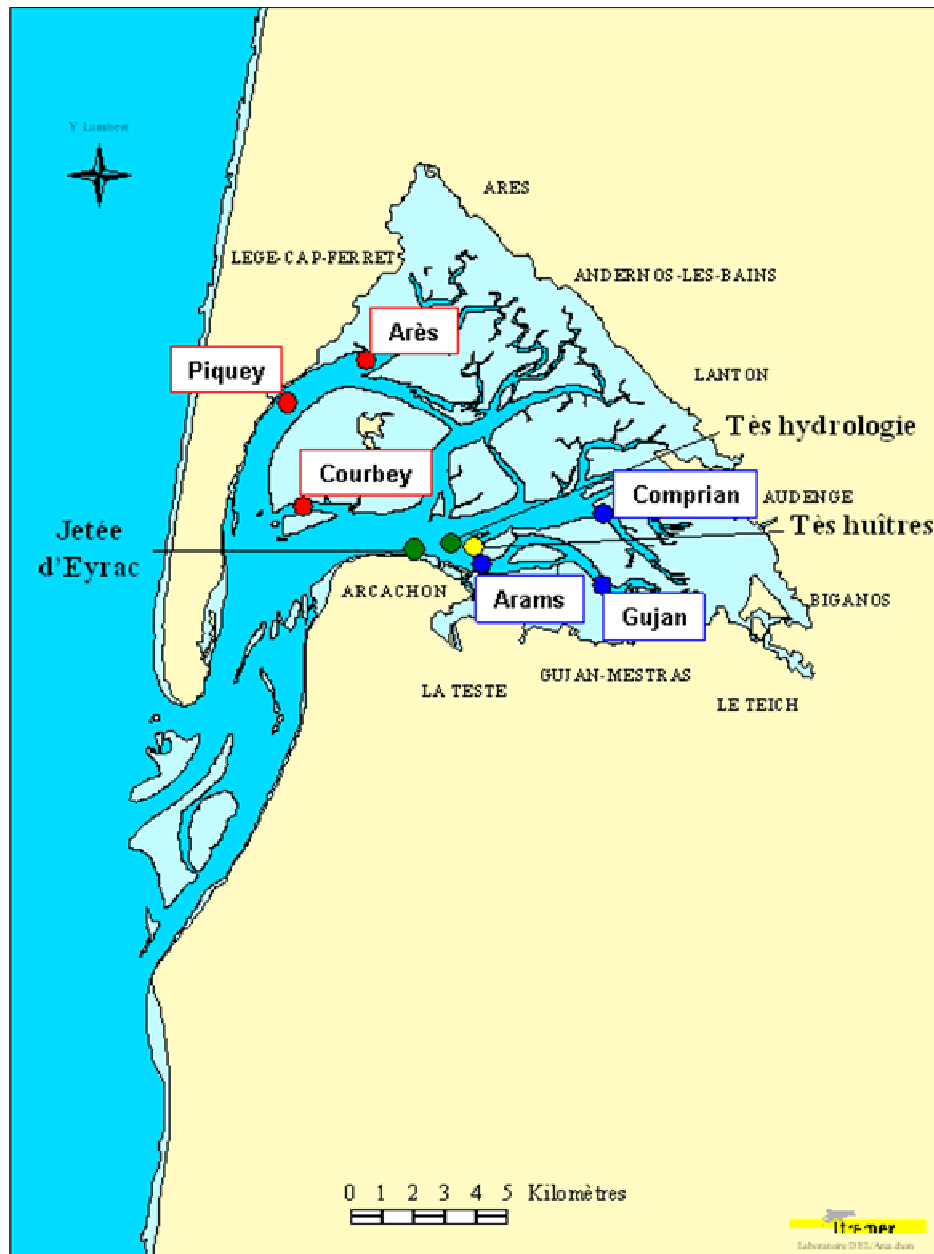 Y Lambert
ARES
LEGE-CAP-FERRET
ANDERNOS-LES-BAINS
Arès
Piquey
LANTON
Tès hydrologie
Courbey
Comprian
AUDENGE
Tès huîtres
Jetée
d'Eyrac
ARCACHON
Arams
BIGANOS
Gujan
GUJAN-MESTRAS
LA TESTE
LE TEICH
0 1 2 3 4 5 Kilomètres